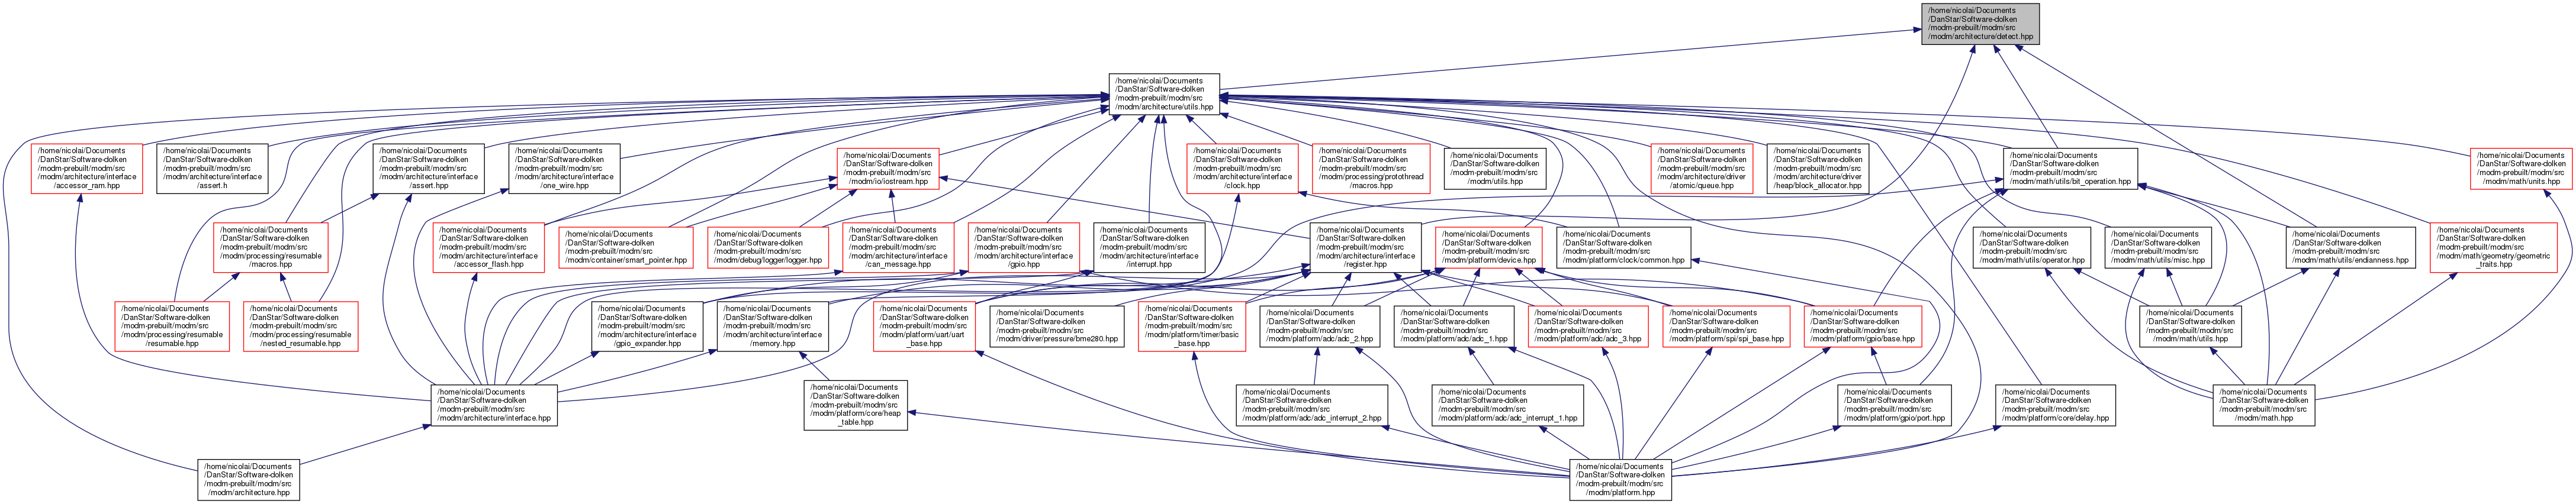 /home/nicolai/Documents
/DanStar/Software-dolken
/modm-prebuilt/modm/src
/modm/architecture/detect.hpp
/home/nicolai/Documents
/DanStar/Software-dolken
/modm-prebuilt/modm/src
/modm/architecture/utils.hpp
/home/nicolai/Documents
/DanStar/Software-dolken
/modm-prebuilt/modm/src
/modm/architecture/interface
/accessor_ram.hpp
/home/nicolai/Documents
/DanStar/Software-dolken
/modm-prebuilt/modm/src
/modm/architecture/interface
/assert.h
/home/nicolai/Documents
/DanStar/Software-dolken
/modm-prebuilt/modm/src
/modm/architecture/interface
/assert.hpp
/home/nicolai/Documents
/DanStar/Software-dolken
/modm-prebuilt/modm/src
/modm/architecture/interface
/one_wire.hpp
/home/nicolai/Documents
/DanStar/Software-dolken
/modm-prebuilt/modm/src
/modm/io/iostream.hpp
/home/nicolai/Documents
/DanStar/Software-dolken
/modm-prebuilt/modm/src
/modm/architecture/interface
/clock.hpp
/home/nicolai/Documents
/DanStar/Software-dolken
/modm-prebuilt/modm/src
/modm/processing/protothread
/macros.hpp
/home/nicolai/Documents
/DanStar/Software-dolken
/modm-prebuilt/modm/src
/modm/utils.hpp
/home/nicolai/Documents
/DanStar/Software-dolken
/modm-prebuilt/modm/src
/modm/architecture/driver
/atomic/queue.hpp
/home/nicolai/Documents
/DanStar/Software-dolken
/modm-prebuilt/modm/src
/modm/architecture/driver
/heap/block_allocator.hpp
/home/nicolai/Documents
/DanStar/Software-dolken
/modm-prebuilt/modm/src
/modm/math/utils/bit_operation.hpp
/home/nicolai/Documents
/DanStar/Software-dolken
/modm-prebuilt/modm/src
/modm/math/units.hpp
/home/nicolai/Documents
/DanStar/Software-dolken
/modm-prebuilt/modm/src
/modm/processing/resumable
/macros.hpp
/home/nicolai/Documents
/DanStar/Software-dolken
/modm-prebuilt/modm/src
/modm/architecture/interface
/accessor_flash.hpp
/home/nicolai/Documents
/DanStar/Software-dolken
/modm-prebuilt/modm/src
/modm/container/smart_pointer.hpp
/home/nicolai/Documents
/DanStar/Software-dolken
/modm-prebuilt/modm/src
/modm/debug/logger/logger.hpp
/home/nicolai/Documents
/DanStar/Software-dolken
/modm-prebuilt/modm/src
/modm/architecture/interface
/can_message.hpp
/home/nicolai/Documents
/DanStar/Software-dolken
/modm-prebuilt/modm/src
/modm/architecture/interface
/gpio.hpp
/home/nicolai/Documents
/DanStar/Software-dolken
/modm-prebuilt/modm/src
/modm/architecture/interface
/interrupt.hpp
/home/nicolai/Documents
/DanStar/Software-dolken
/modm-prebuilt/modm/src
/modm/architecture/interface
/register.hpp
/home/nicolai/Documents
/DanStar/Software-dolken
/modm-prebuilt/modm/src
/modm/platform/device.hpp
/home/nicolai/Documents
/DanStar/Software-dolken
/modm-prebuilt/modm/src
/modm/platform/clock/common.hpp
/home/nicolai/Documents
/DanStar/Software-dolken
/modm-prebuilt/modm/src
/modm/math/utils/operator.hpp
/home/nicolai/Documents
/DanStar/Software-dolken
/modm-prebuilt/modm/src
/modm/math/utils/misc.hpp
/home/nicolai/Documents
/DanStar/Software-dolken
/modm-prebuilt/modm/src
/modm/math/utils/endianness.hpp
/home/nicolai/Documents
/DanStar/Software-dolken
/modm-prebuilt/modm/src
/modm/math/geometry/geometric
_traits.hpp
/home/nicolai/Documents
/DanStar/Software-dolken
/modm-prebuilt/modm/src
/modm/processing/resumable
/resumable.hpp
/home/nicolai/Documents
/DanStar/Software-dolken
/modm-prebuilt/modm/src
/modm/processing/resumable
/nested_resumable.hpp
/home/nicolai/Documents
/DanStar/Software-dolken
/modm-prebuilt/modm/src
/modm/architecture/interface
/gpio_expander.hpp
/home/nicolai/Documents
/DanStar/Software-dolken
/modm-prebuilt/modm/src
/modm/architecture/interface
/memory.hpp
/home/nicolai/Documents
/DanStar/Software-dolken
/modm-prebuilt/modm/src
/modm/platform/uart/uart
_base.hpp
/home/nicolai/Documents
/DanStar/Software-dolken
/modm-prebuilt/modm/src
/modm/driver/pressure/bme280.hpp
/home/nicolai/Documents
/DanStar/Software-dolken
/modm-prebuilt/modm/src
/modm/platform/timer/basic
_base.hpp
/home/nicolai/Documents
/DanStar/Software-dolken
/modm-prebuilt/modm/src
/modm/platform/adc/adc_2.hpp
/home/nicolai/Documents
/DanStar/Software-dolken
/modm-prebuilt/modm/src
/modm/platform/adc/adc_1.hpp
/home/nicolai/Documents
/DanStar/Software-dolken
/modm-prebuilt/modm/src
/modm/platform/adc/adc_3.hpp
/home/nicolai/Documents
/DanStar/Software-dolken
/modm-prebuilt/modm/src
/modm/platform/spi/spi_base.hpp
/home/nicolai/Documents
/DanStar/Software-dolken
/modm-prebuilt/modm/src
/modm/platform/gpio/base.hpp
/home/nicolai/Documents
/DanStar/Software-dolken
/modm-prebuilt/modm/src
/modm/math/utils.hpp
/home/nicolai/Documents
/DanStar/Software-dolken
/modm-prebuilt/modm/src
/modm/architecture/interface.hpp
/home/nicolai/Documents
/DanStar/Software-dolken
/modm-prebuilt/modm/src
/modm/platform/core/heap
_table.hpp
/home/nicolai/Documents
/DanStar/Software-dolken
/modm-prebuilt/modm/src
/modm/platform/adc/adc_interrupt_2.hpp
/home/nicolai/Documents
/DanStar/Software-dolken
/modm-prebuilt/modm/src
/modm/platform/adc/adc_interrupt_1.hpp
/home/nicolai/Documents
/DanStar/Software-dolken
/modm-prebuilt/modm/src
/modm/platform/gpio/port.hpp
/home/nicolai/Documents
/DanStar/Software-dolken
/modm-prebuilt/modm/src
/modm/platform/core/delay.hpp
/home/nicolai/Documents
/DanStar/Software-dolken
/modm-prebuilt/modm/src
/modm/math.hpp
/home/nicolai/Documents
/DanStar/Software-dolken
/modm-prebuilt/modm/src
/modm/architecture.hpp
/home/nicolai/Documents
/DanStar/Software-dolken
/modm-prebuilt/modm/src
/modm/platform.hpp